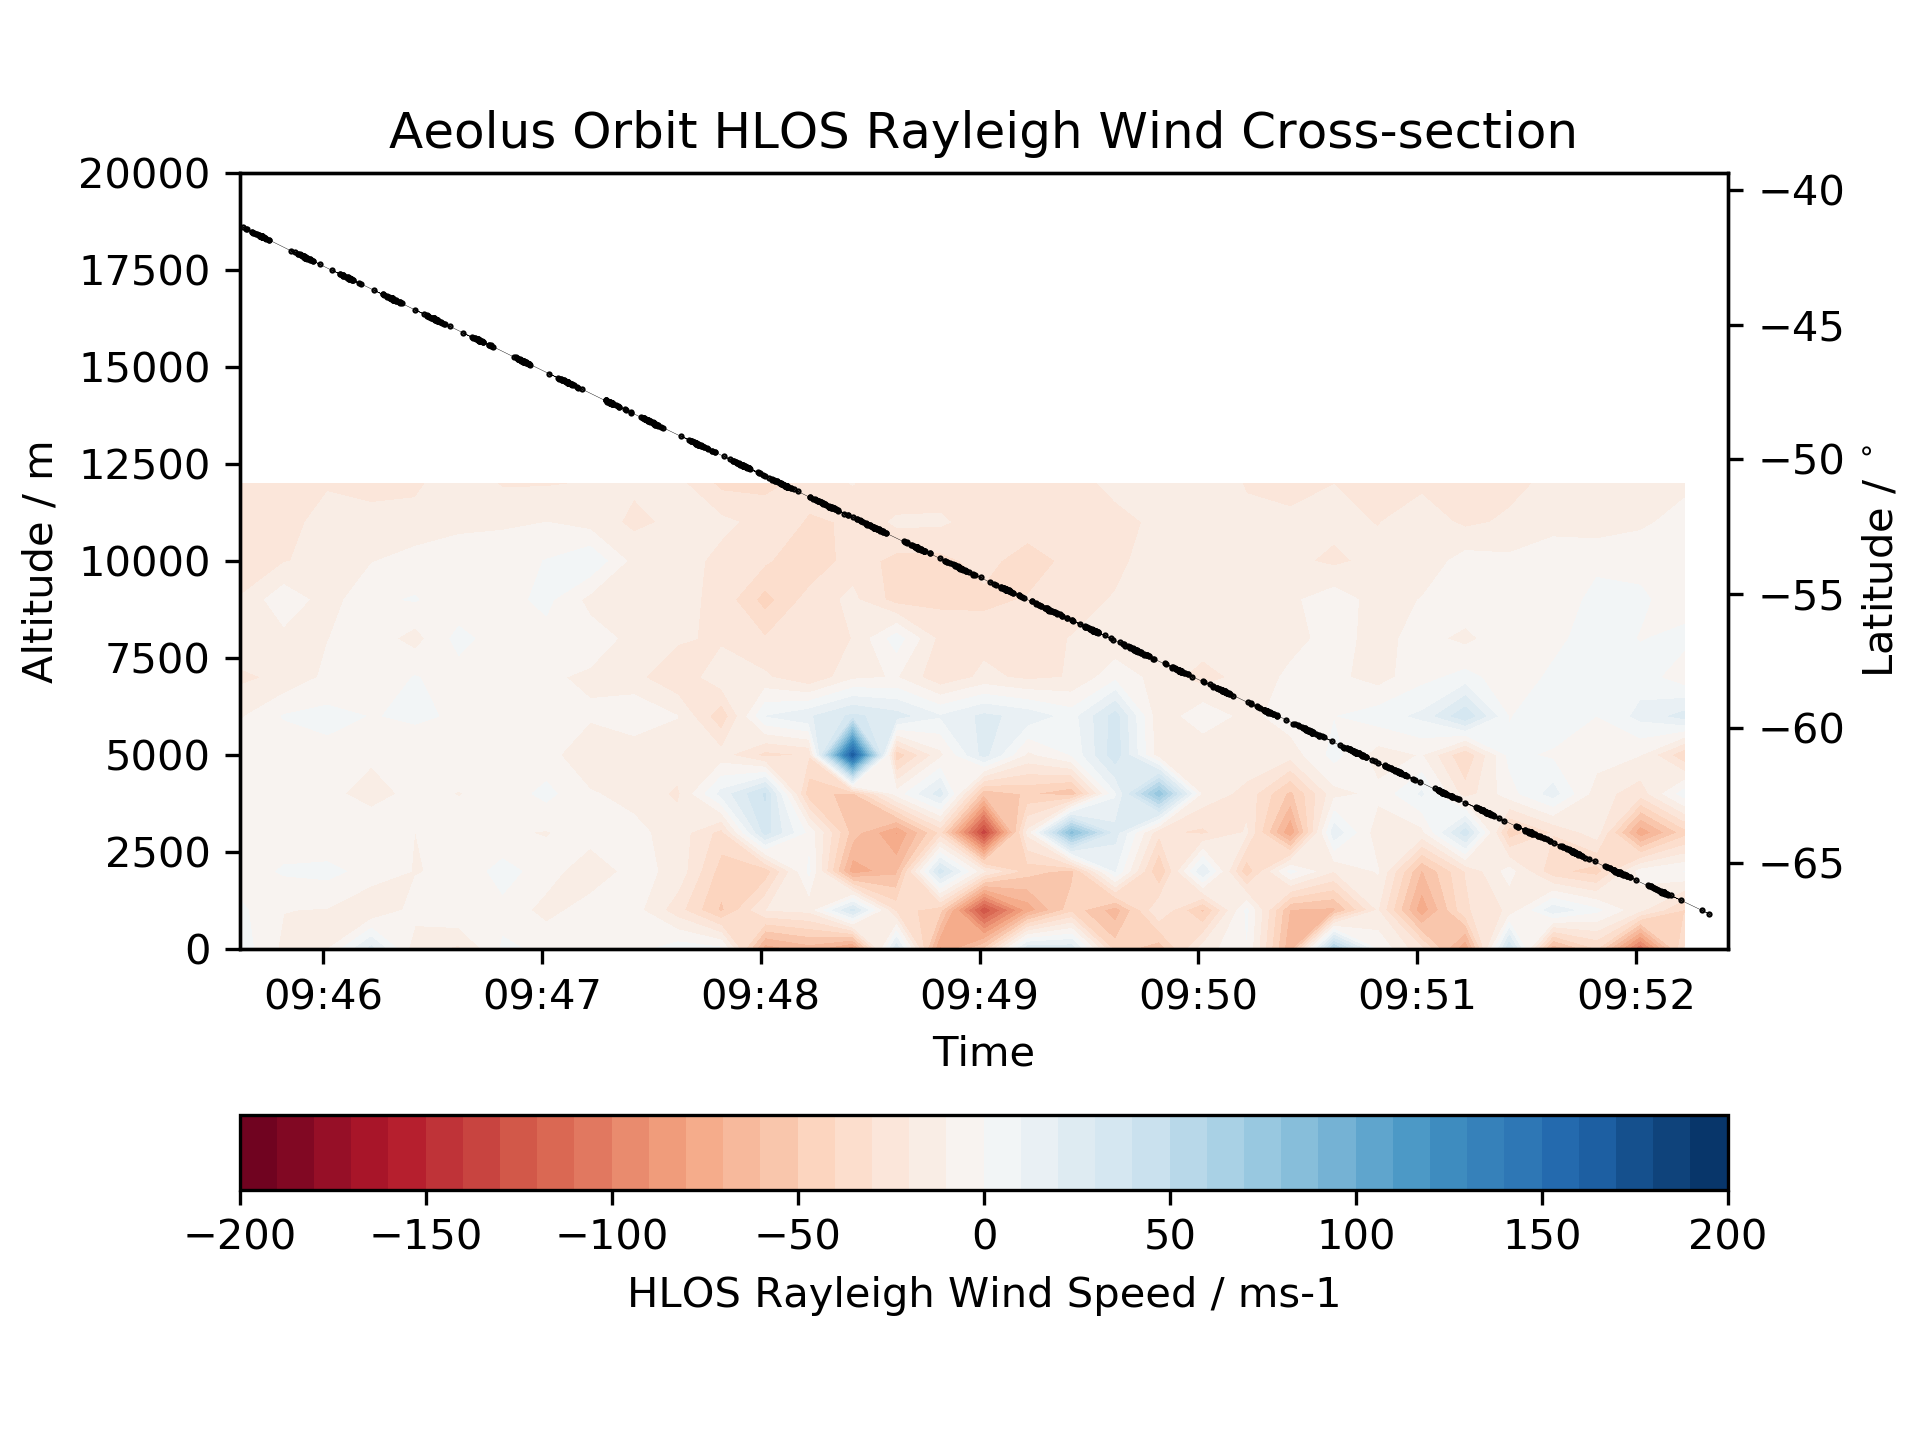 Aeolus Orbit HLOS Rayleigh Wind Cross-section
20000
17500
15000
12500
10000
7500
5000
2500
0
Altitude / m
−40
−45
−50
−55
−60
−65
Latitude / °
09:46 09:47 09:48 09:49 09:50 09:51 09:52
Time
−200 −150 −100 −50 0 50 100 150 200
HLOS Rayleigh Wind Speed / ms-1